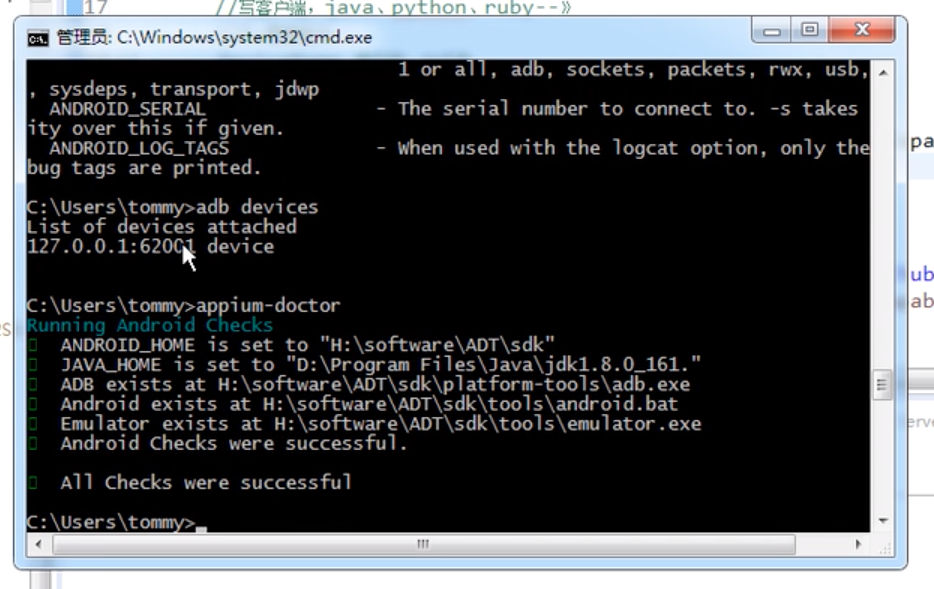 17 //写客户端，java、python、ruby--》
管理员: C:\Windows\system32\cmd.exe
1 or all, adb, sockets, packets, rwx, usb,
, sysdeps, transport, jdwp
ANDROID_SERIAL - The serial number to connect to. -s takes
ity over this if given.
ANDROID_LOG_TAGS - When used with the logcat option, only the
bug tags are printed.
C:\Users\tommy>adb devices
List of devices attached
127.0.0.1:62001 device
C:\Users\tommy>appium-doctor
Running Android Checks
ANDROID_HOME is set to "H:\software\ADT\sdk"
JAVA_HOME is set to "D:\Program Files\Java\jdk1.8.0_161."
ADB exists at H:\software\ADT\sdk\platform-tools\adb.exe
Android exists at H:\software\ADT\sdk\tools\android.bat
Emulator exists at H:\software\ADT\sdk\tools\emulator.exe
Android Checks were successful.
All Checks were successful
C:\Users\tommy>_
pa
ub
ab
erve